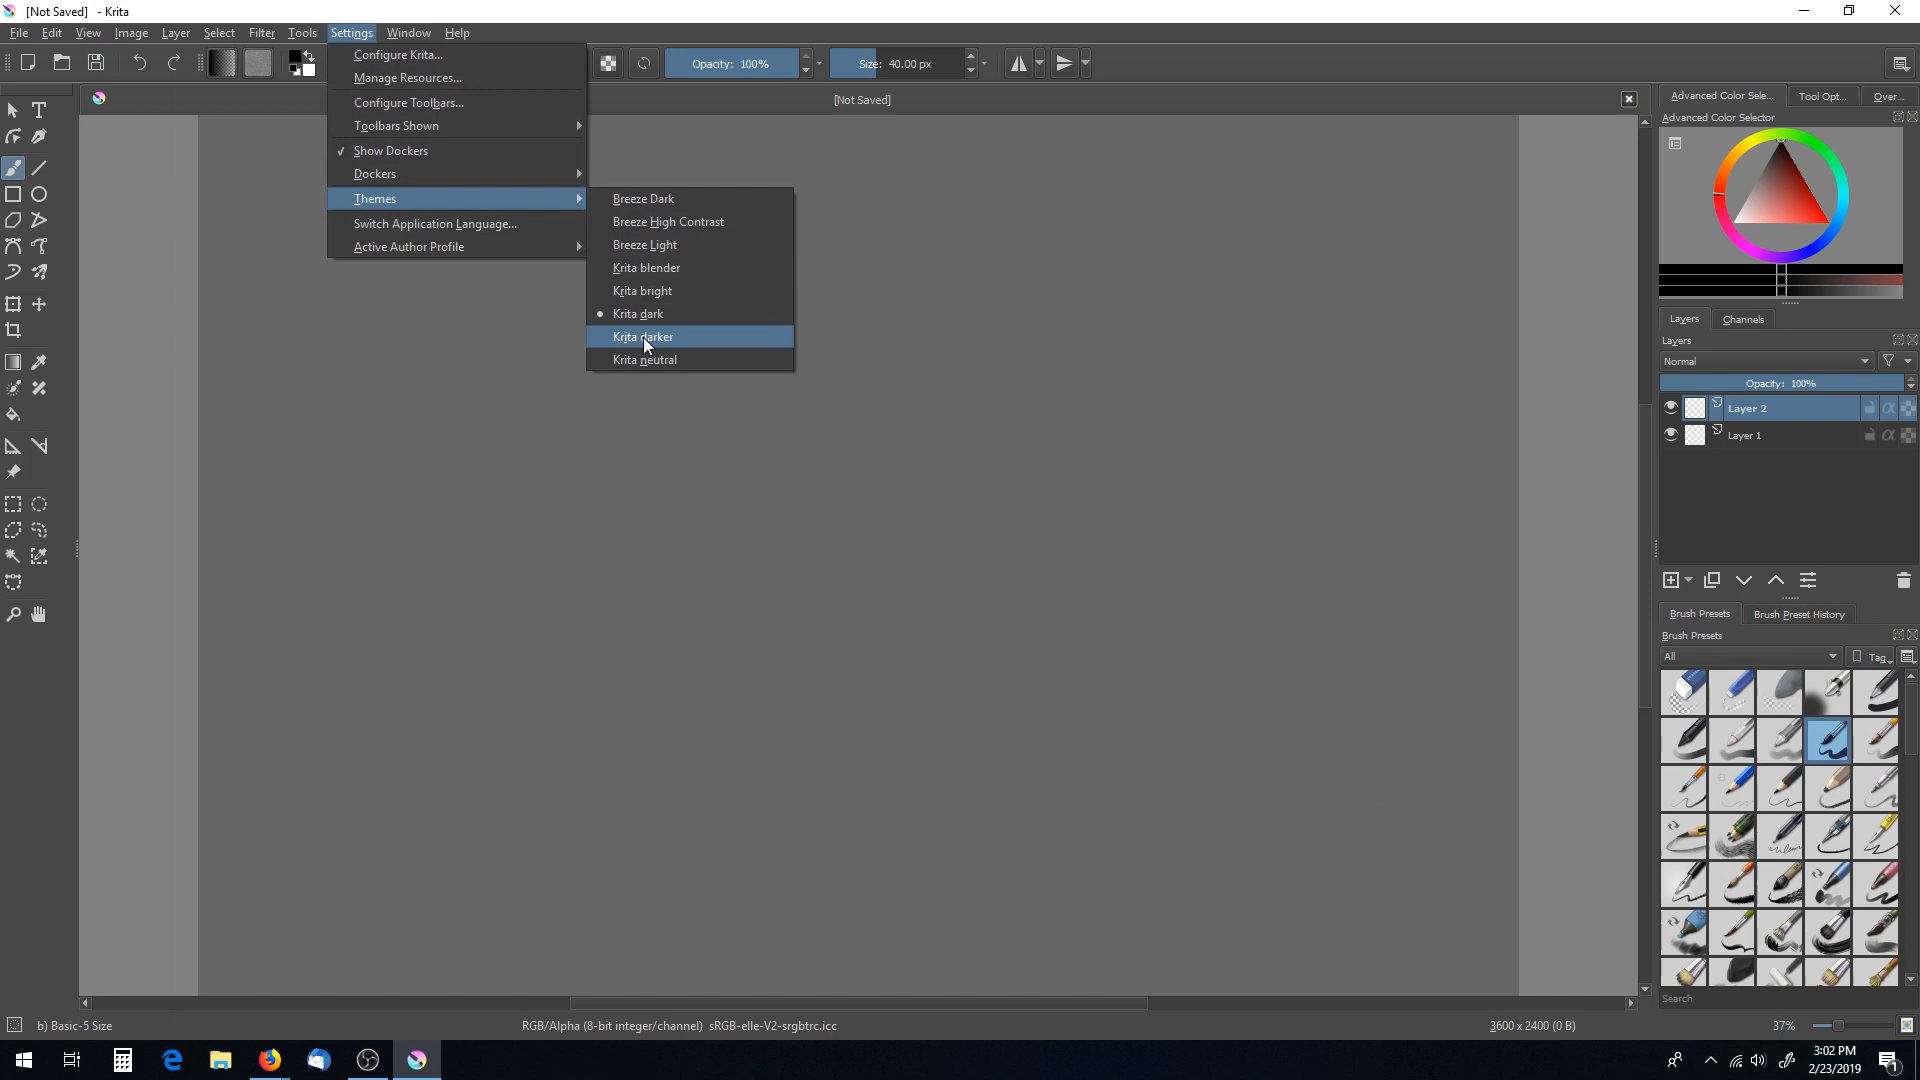 [Not Saved] - Krita
File Edit View Image Layer Select Filter Tools Settings Window Help
Configure Krita...
Manage Resources...
Configure Toolbars...
Toolbars Shown
✓ Show Dockers
Dockers
Themes
Switch Application Language...
Active Author Profile
Breeze Dark
Breeze High Contrast
Breeze Light
Krita blender
Krita bright
Krita dark
Krita darker
Krita neutral
Opacity: 100%
Size: 40.00 px
[Not Saved]
Advanced Color Sele... Tool Opt... Over...
Advanced Color Selector
Layers Channels
Layers
Normal
Opacity: 100%
Layer 2
Layer 1
Brush Presets Brush Preset History
Brush Presets
All Tag
Search
b) Basic-5 Size
RGB/Alpha (8-bit integer/channel) sRGB-elle-V2-srgbtrc.icc
3600 x 2400 (0 B)
37%
3:02 PM
2/23/2019
1